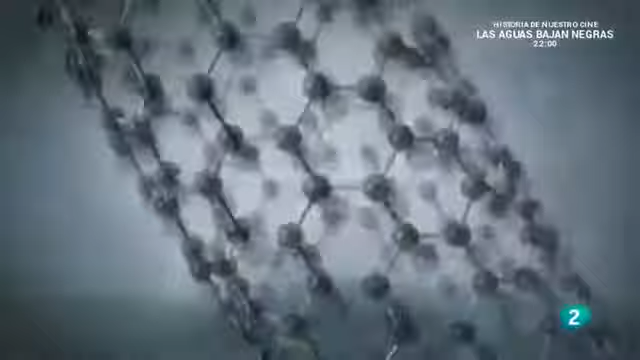 HISTORIA DE NUESTRO CINE
LAS AGUAS BAJAN NEGRAS
22:00
2